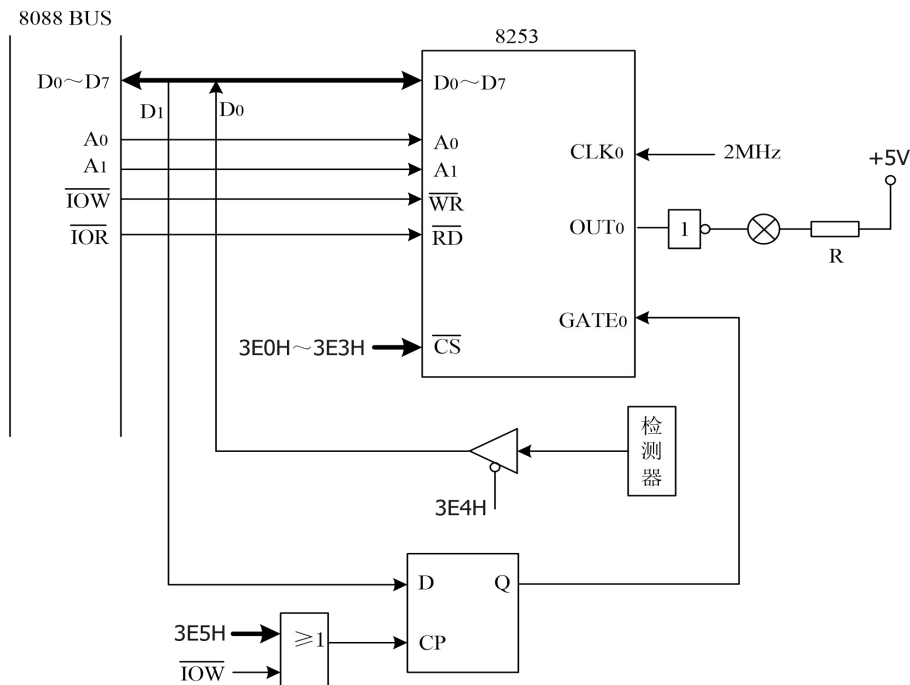 8088 BUS
8253
D0～D7
D0～D7
D1
D0
A0
A0
A1
A1
IOW
WR
IOR
RD
CLK0
2MHz
+5V
OUT0
1
R
GATE0
3E0H～3E3H
CS
检
测
器
3E4H
D
Q
3E5H
≥1
CP
IOW